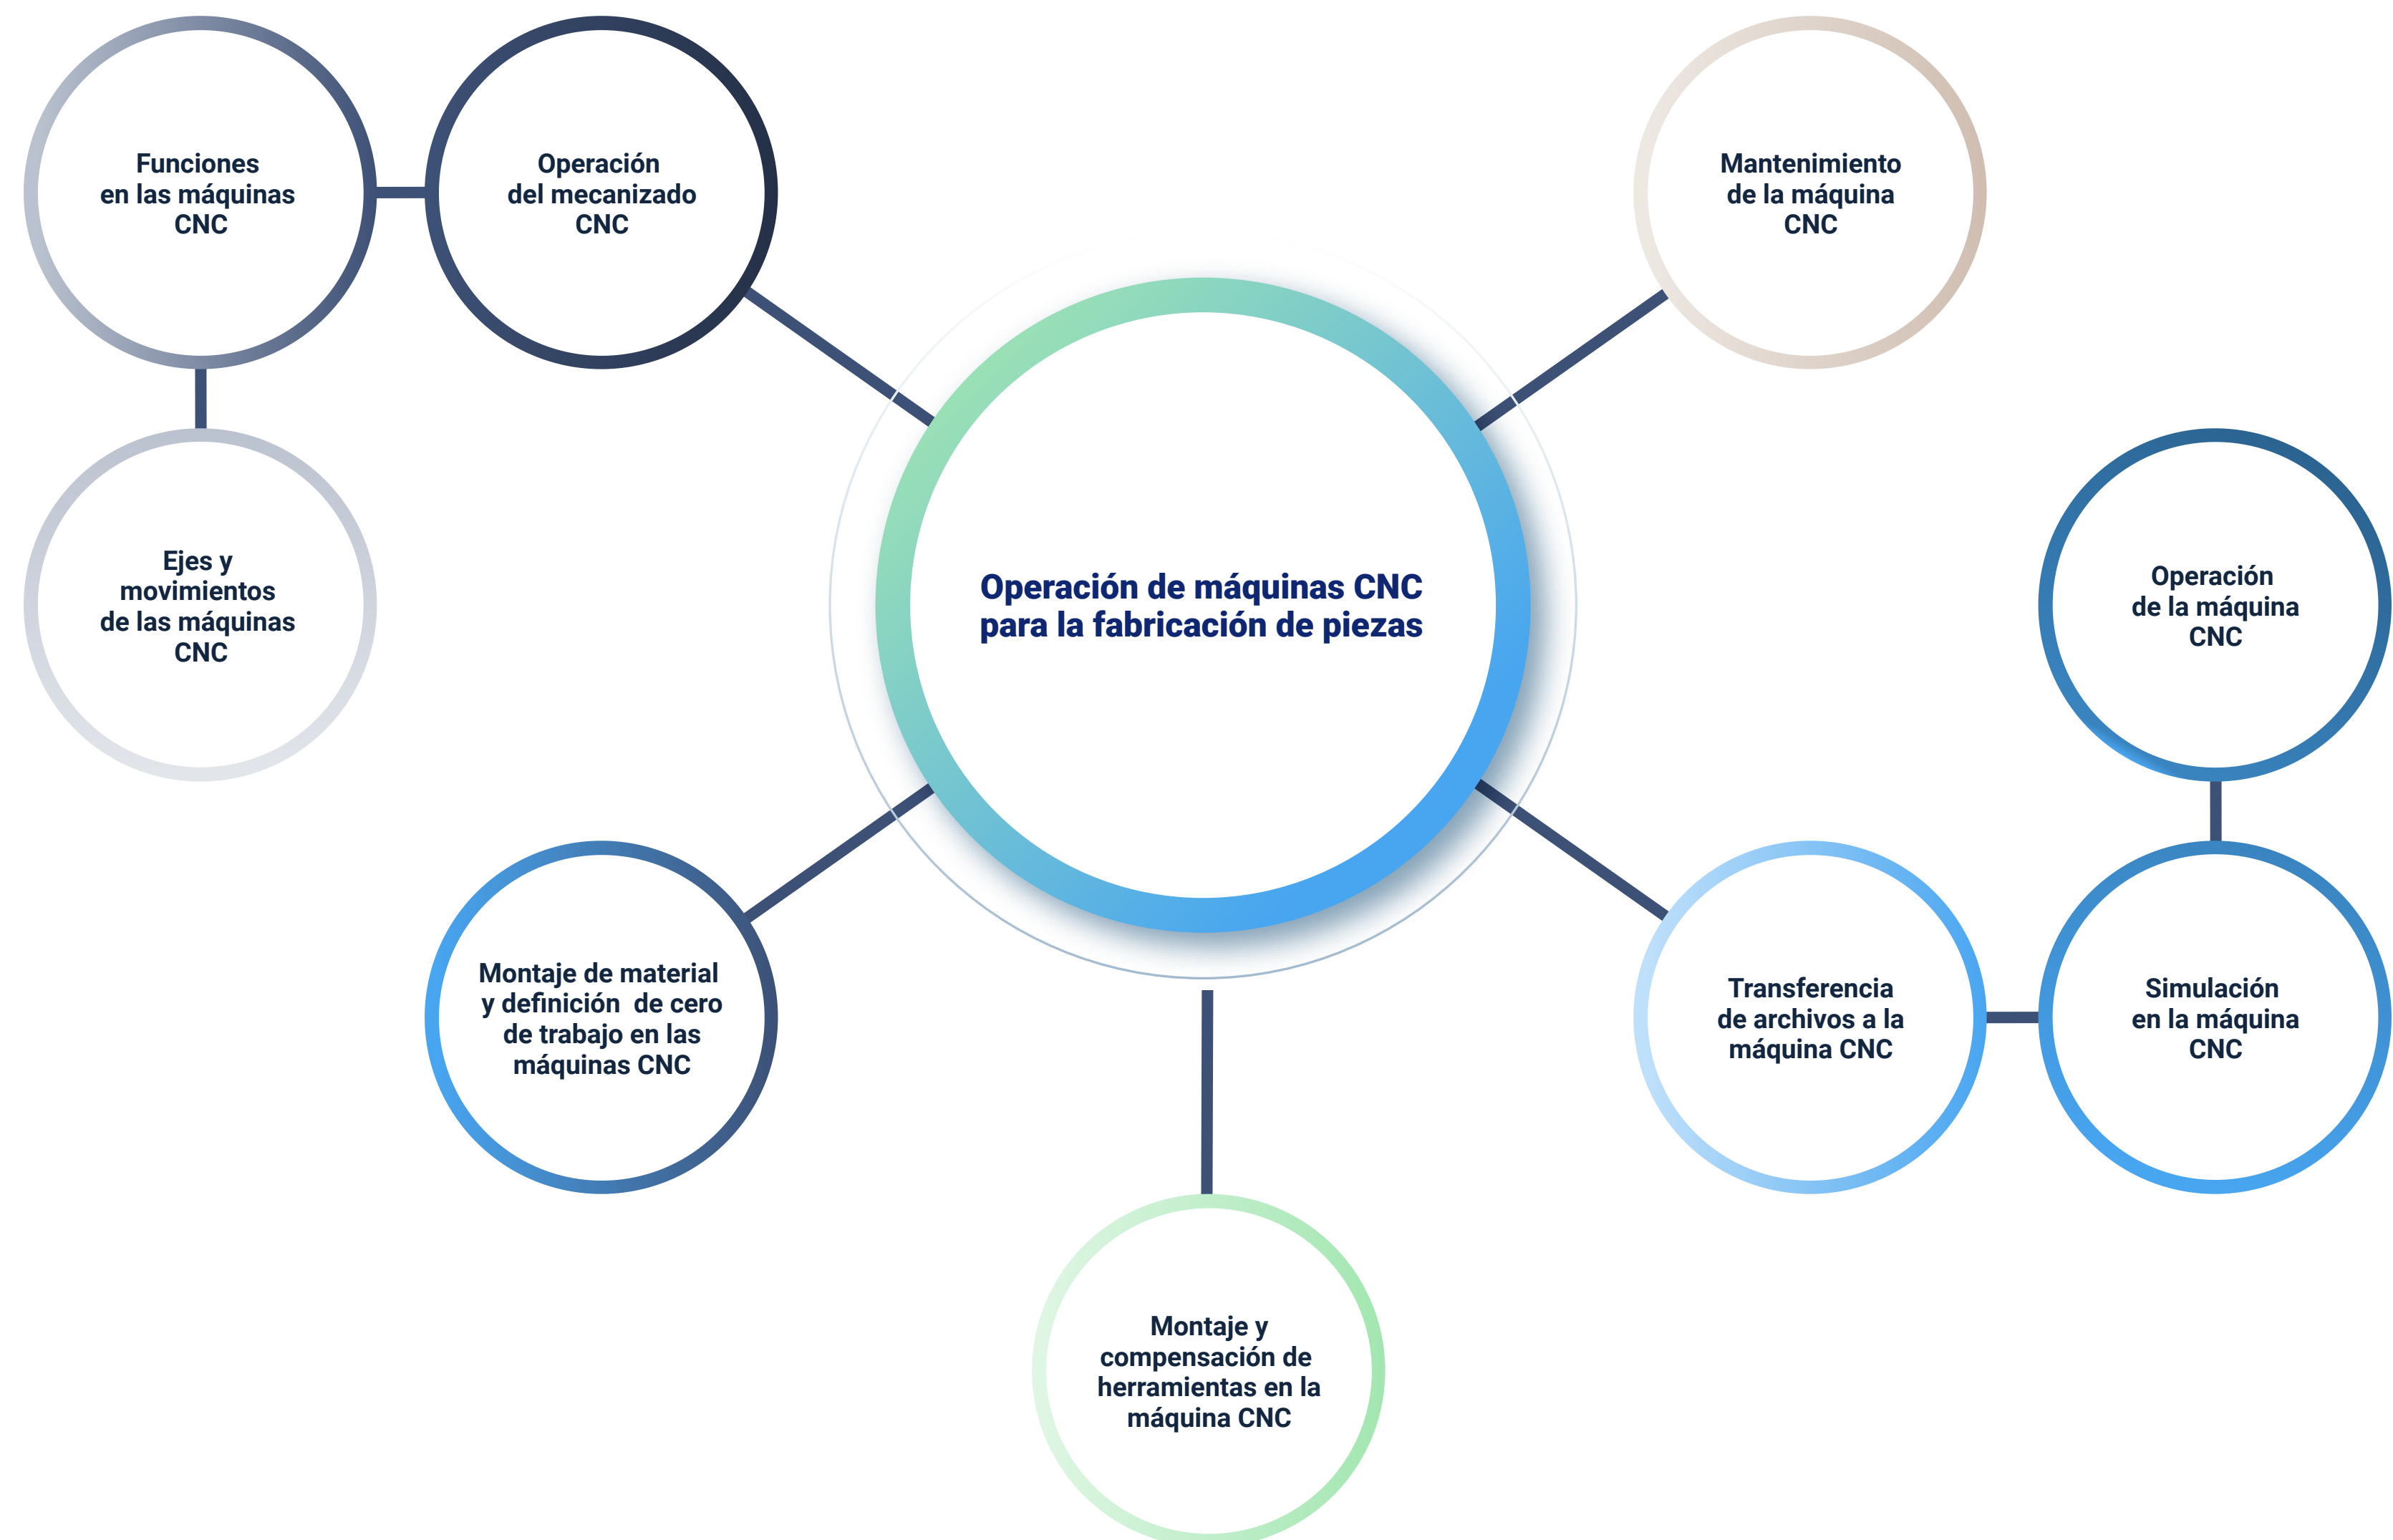 Funciones
en las máquinas
CNC
Operación
del mecanizado
CNC
Mantenimiento
de la máquina
CNC
Ejes y
movimientos
de las máquinas
CNC
Operación de máquinas CNC
para la fabricación de piezas
Operación
de la máquina
CNC
Montaje de material
y definición de cero
de trabajo en las
máquinas CNC
Transferencia
de archivos a la
máquina CNC
Simulación
en la máquina
CNC
Montaje y
compensación de
herramientas en la
máquina CNC